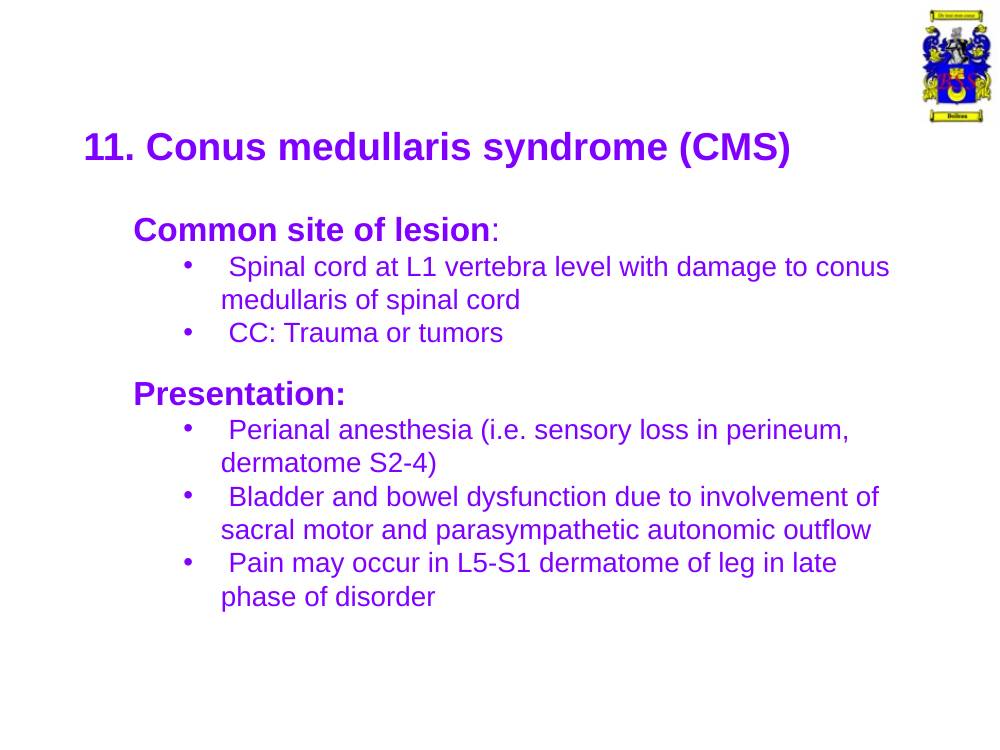 11. Conus medullaris syndrome (CMS)
Common site of lesion:
• Spinal cord at L1 vertebra level with damage to conus
medullaris of spinal cord
• CC: Trauma or tumors
Presentation:
• Perianal anesthesia (i.e. sensory loss in perineum,
dermatome S2-4)
• Bladder and bowel dysfunction due to involvement of
sacral motor and parasympathetic autonomic outflow
• Pain may occur in L5-S1 dermatome of leg in late
phase of disorder